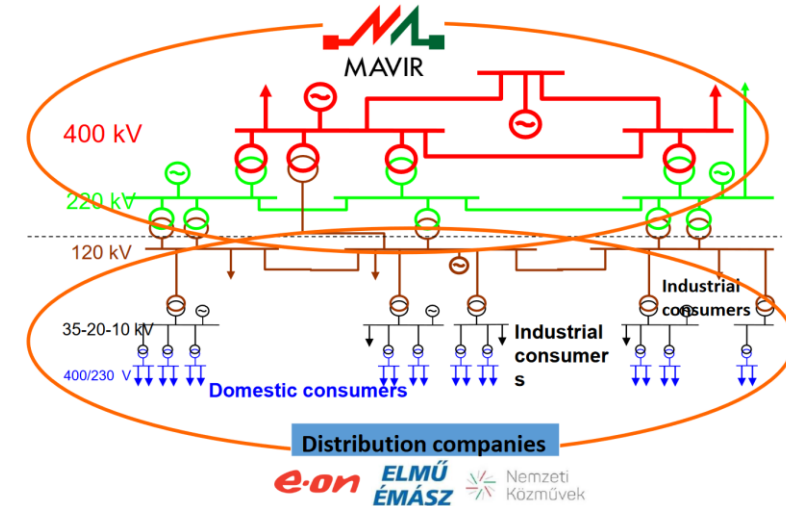 MAVIR
400 kV
220 kV
120 kV
Industrial
consumers
35-20-10 kV
Industrial
consumer
s
400/230 V
Domestic consumers
Distribution companies
e·on
ELMŰ
ÉMÁSZ
Nemzeti
Közművek